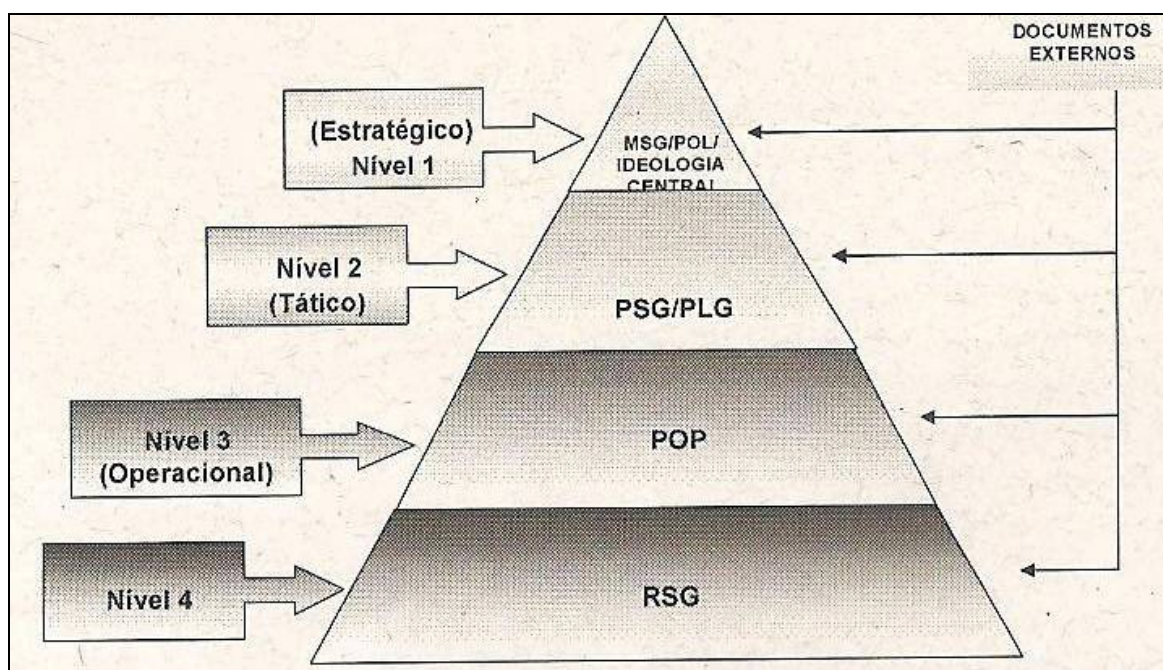 DOCUMENTOS
EXTERNOS
(Estratégico)
Nível 1
MSG/POL/
IDEOLOGIA
CENTRAL
Nível 2
(Tático)
PSG/PLG
Nível 3
(Operacional)
POP
Nível 4
RSG